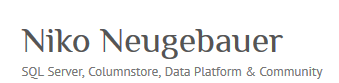 Niko Neugebauer
SQL Server, Columnstore, Data Platform & Community